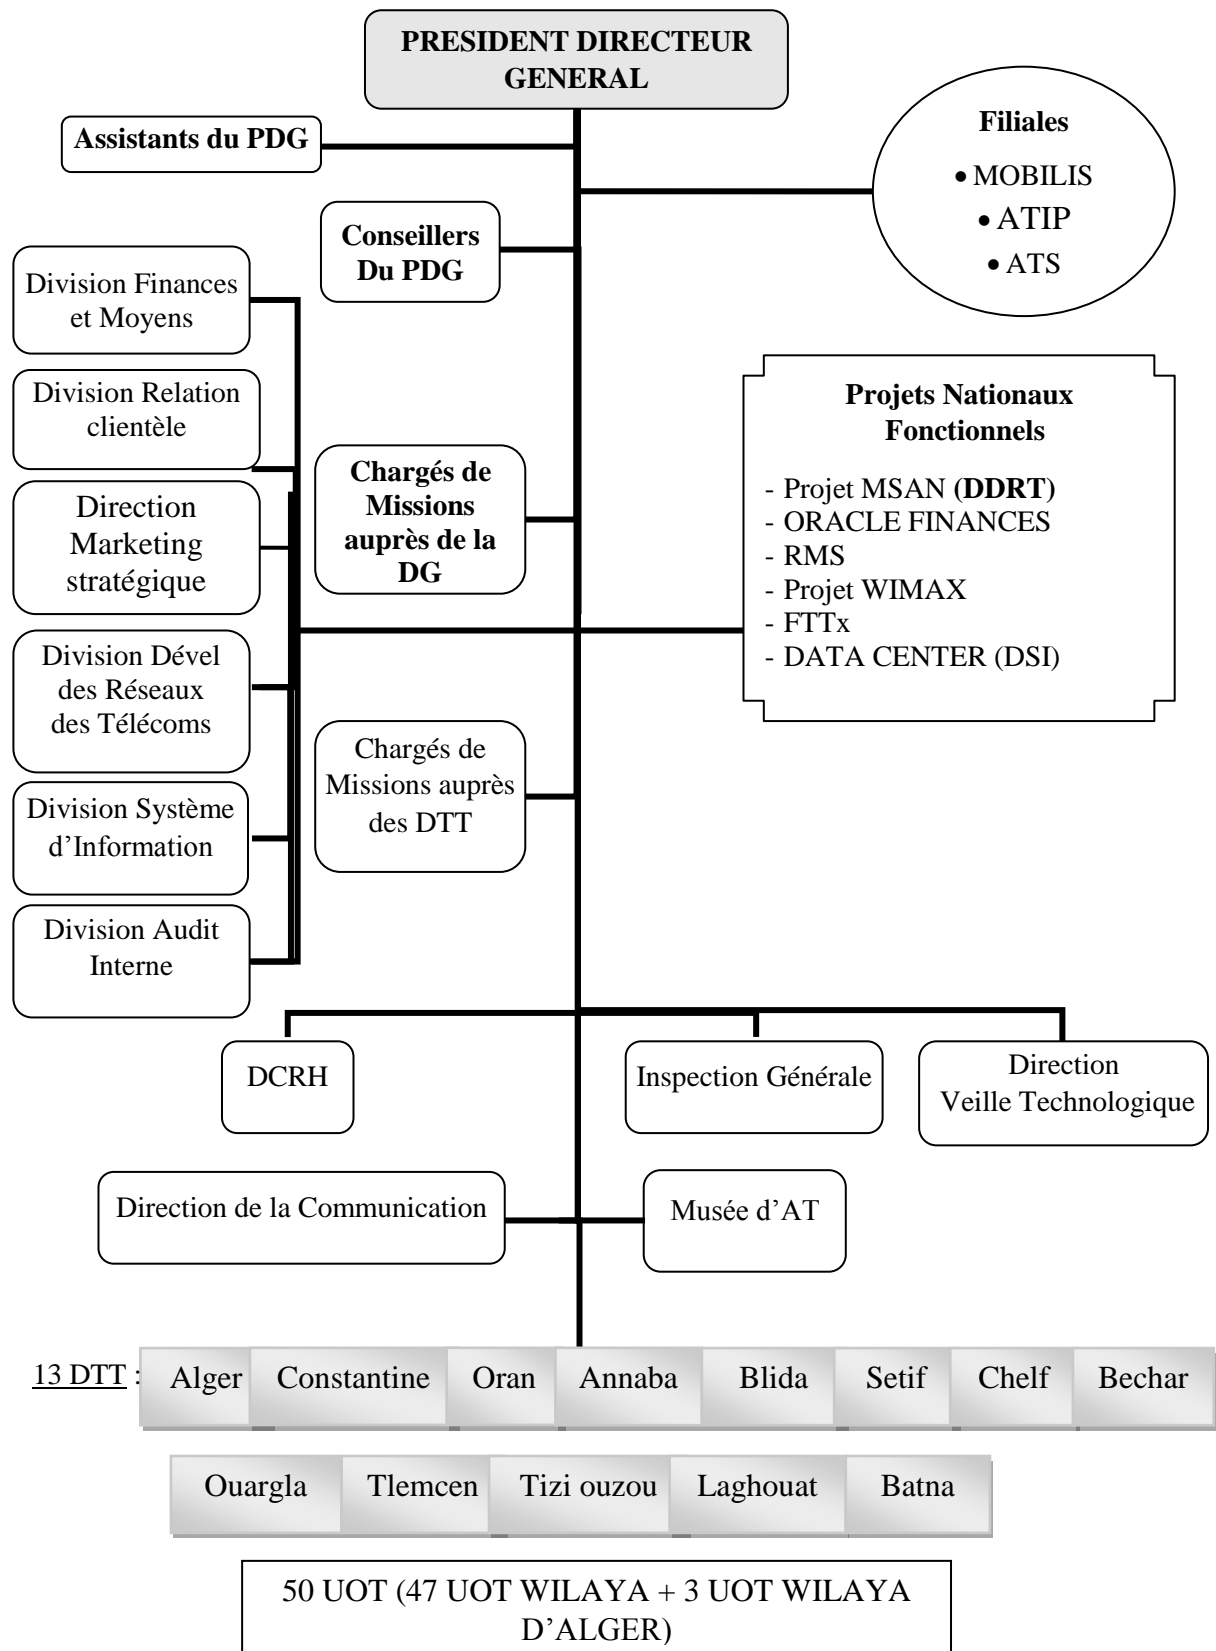 PRESIDENT DIRECTEUR
GENERAL
Assistants du PDG
Filiales
• MOBILIS
• ATIP
• ATS
Conseillers
Du PDG
Division Finances
et Moyens
Division Relation
clientèle
Direction
Marketing
stratégique
Division Dével
des Réseaux
des Télécoms
Division Système
d’Information
Division Audit
Interne
Chargés de
Missions
auprès de la
DG
Projets Nationaux
Fonctionnels
- Projet MSAN (DDRT)
- ORACLE FINANCES
- RMS
- Projet WIMAX
- FTTx
- DATA CENTER (DSI)
Chargés de
Missions auprès
des DTT
DCRH
Inspection Générale
Direction
Veille Technologique
Direction de la Communication
Musée d’AT
13 DTT :
Alger
Constantine
Oran
Annaba
Blida
Setif
Chelf
Bechar
Ouargla
Tlemcen
Tizi ouzou
Laghouat
Batna
50 UOT (47 UOT WILAYA + 3 UOT WILAYA
D’ALGER)